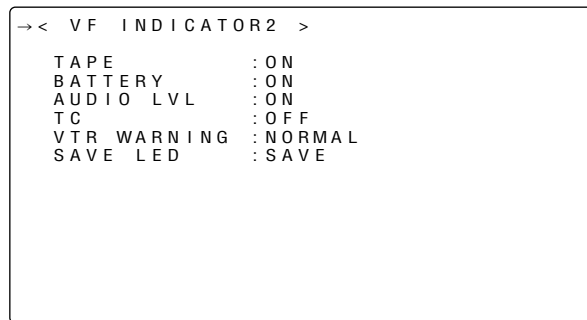 →< VF INDICATOR2 >
TAPE :ON
BATTERY :ON
AUDIO LVL :ON
TC :OFF
VTR WARNING :NORMAL
SAVE LED :SAVE